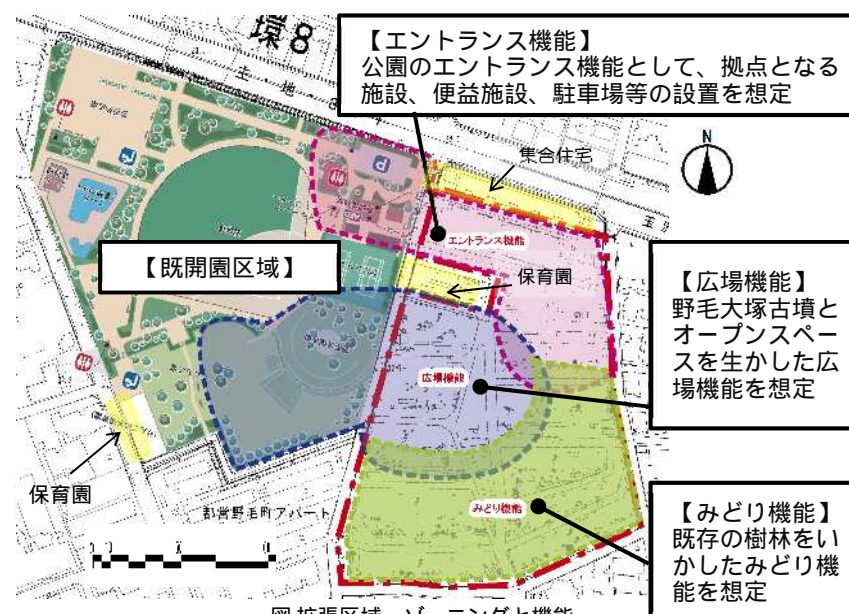 環8
【エントランス機能】
公園のエントランス機能として、拠点となる
施設、便益施設、駐車場等の設置を想定
集合住宅
N
エントランス機能
【既開園区域】
保育園
【広場機能】
野毛大塚古墳と
オープンスペー
スを生かした広
場機能を想定
広場機能
保育園
みどり機能
都営野毛町アパート
【みどり機能】
既存の樹林をい
かしたみどり機
能を想定
図 拡張区域 ゾーニングと機能